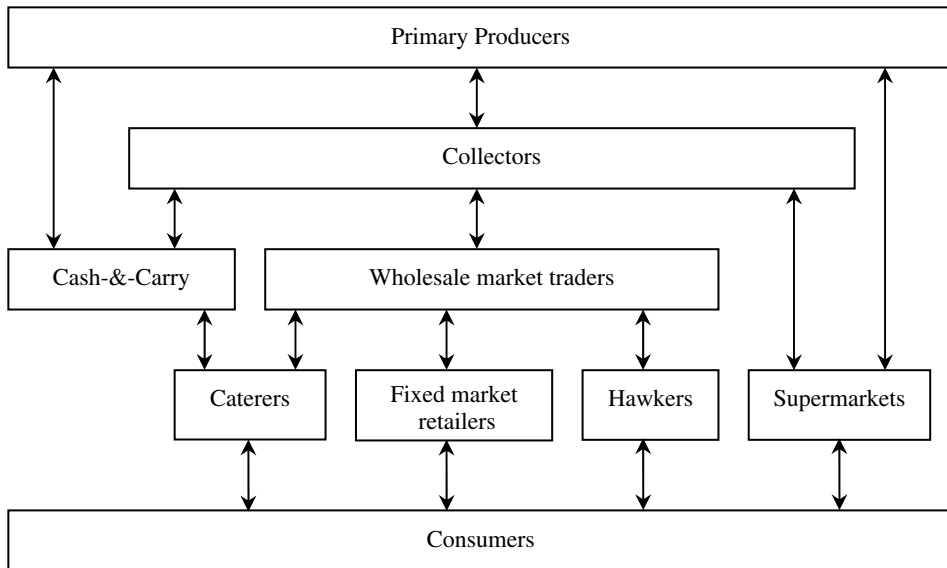 Primary Producers
Collectors
Cash-&-Carry
Wholesale market traders
Caterers
Fixed market
retailers
Hawkers
Supermarkets
Consumers